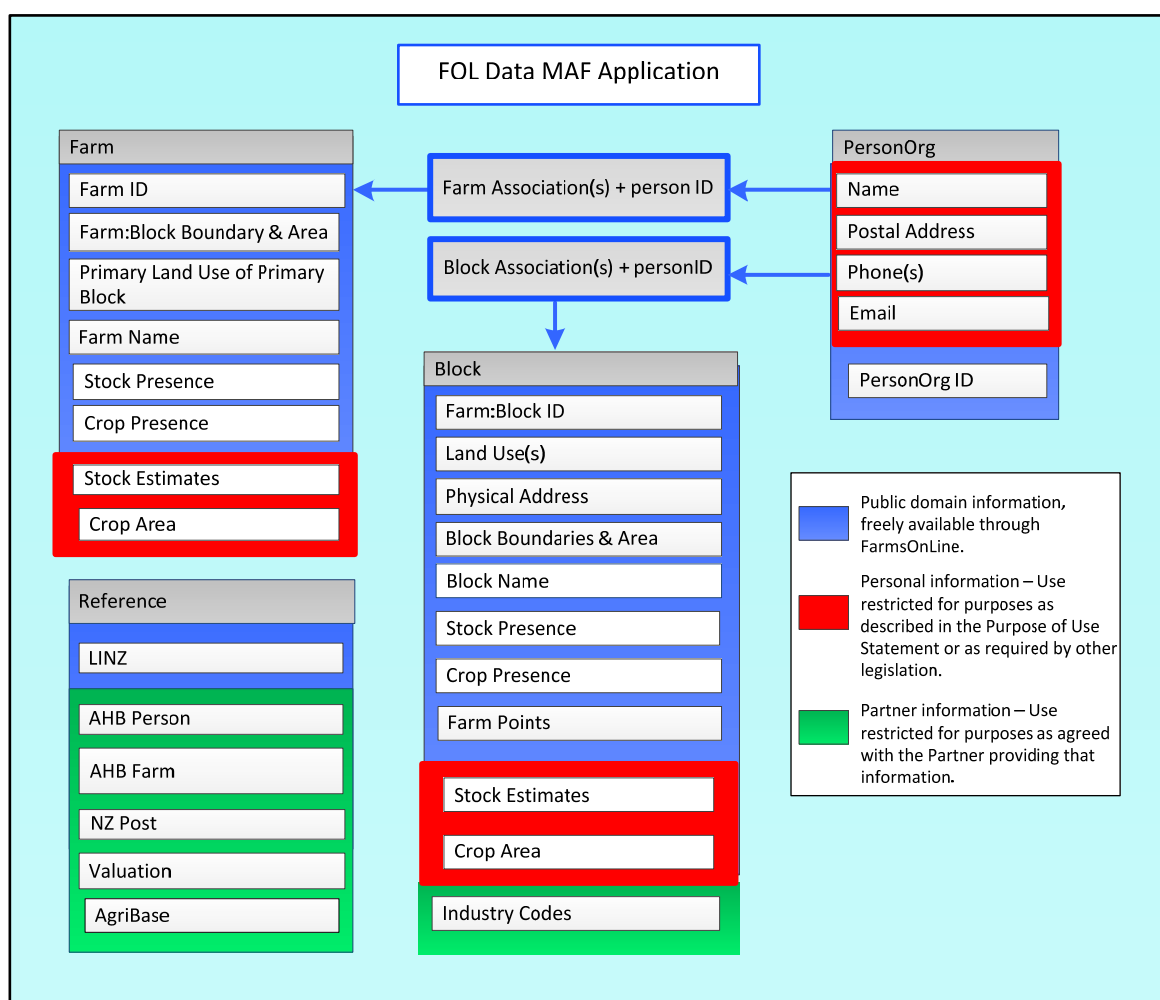 FOL Data MAF Application
Farm
Farm ID
Farm:Block Boundary & Area
Primary Land Use of Primary
Block
Farm Name
Stock Presence
Crop Presence
Stock Estimates
Crop Area
Farm Association(s) + person ID
Block Association(s) + personID
PersonOrg
Name
Postal Address
Phone(s)
Email
PersonOrg ID
Block
Farm:Block ID
Land Use(s)
Physical Address
Block Boundaries & Area
Block Name
Stock Presence
Crop Presence
Farm Points
Stock Estimates
Crop Area
Industry Codes
Reference
LINZ
AHB Person
AHB Farm
NZ Post
Valuation
AgriBase
Public domain information,
freely available through
FarmsOnLine.
Personal information – Use
restricted for purposes as
described in the Purpose of Use
Statement or as required by other
legislation.
Partner information – Use
restricted for purposes as agreed
with the Partner providing that
information.